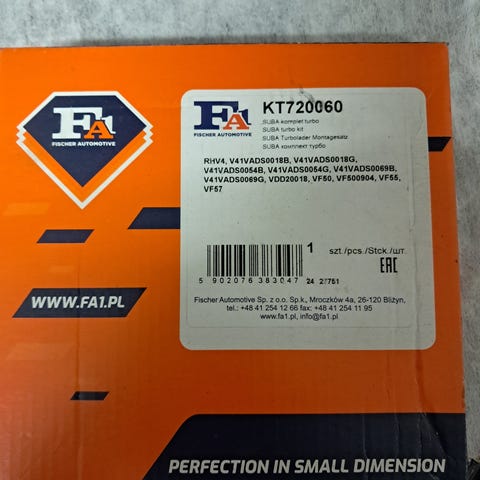 FA1
FISCHER AUTOMOTIVE
FA1
FISCHER AUTOMOTIVE
KT720060
SUBA komplet turbo
SUBA turbo kit
SUBA Turbolader Montagesatz
SUBA комплект турбо
RHV4, V41VADS0018B, V41VADS0018G,
V41VADS0054B, V41VADS0054G, V41VADS0069B,
V41VADS0069G, VDD20018, VF50, VF500904, VF55,
VF57
1 szt./pcs./Stck./шт.
5 902076 383047
EAC
Fischer Automotive Sp. z o.o. Sp.k., Mroczków 4a, 26-120 Bliżyn,
tel.: +48 41 254 12 66 fax: +48 41 254 11 95
www.fa1.pl, info@fa1.pl
WWW.FA1.PL
PERFECTION IN SMALL DIMENSION